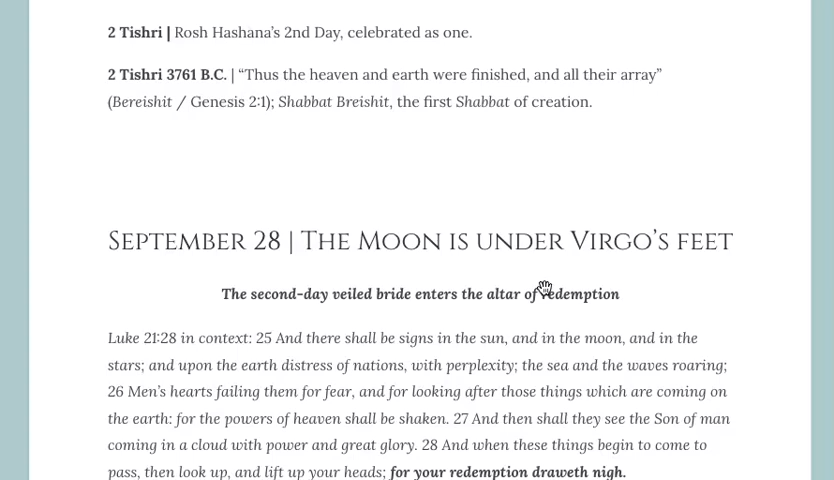 2 Tishri | Rosh Hashana’s 2nd Day, celebrated as one.
2 Tishri 3761 B.C. | “Thus the heaven and earth were finished, and all their array”
(Bereishit / Genesis 2:1); Shabbat Breishit, the first Shabbat of creation.
September 28 | The Moon is under Virgo’s feet
The second-day veiled bride enters the altar of redemption
Luke 21:28 in context: 25 And there shall be signs in the sun, and in the moon, and in the
stars; and upon the earth distress of nations, with perplexity; the sea and the waves roaring;
26 Men’s hearts failing them for fear, and for looking after those things which are coming on
the earth: for the powers of heaven shall be shaken. 27 And then shall they see the Son of man
coming in a cloud with power and great glory. 28 And when these things begin to come to
pass, then look up, and lift up your heads; for your redemption draweth nigh.